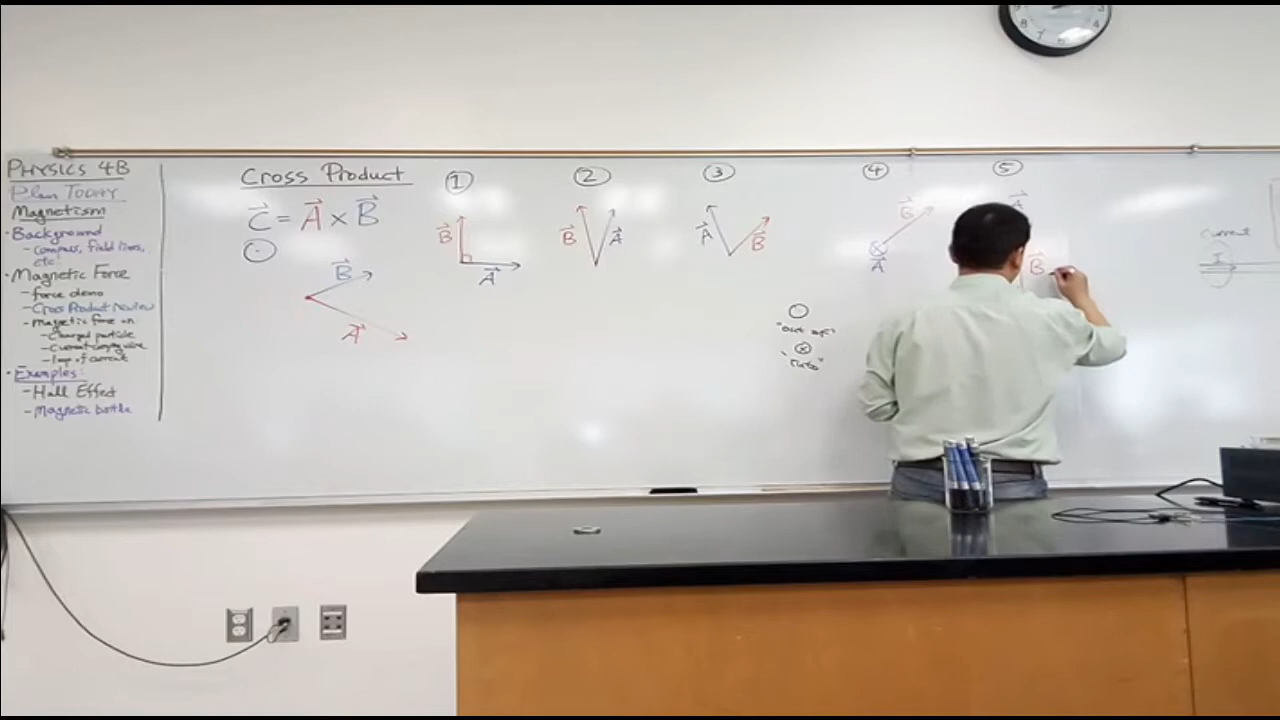 PHYSICS 4B
Plan TODAY
Magnetism
• Background
- Compass, field lines,
etc.
• Magnetic Force
- force demo
- Cross Product Review
- Magnetic force on
- Charged particle
- Current carrying wire
- loop of current
• Examples:
- Hall Effect
- Magnetic bottle
Cross Product
C = A x B
B
A
1
B
A
2
B
A
3
A
B
"out of"
"into"
4
B
A
5
A
B
Current
I